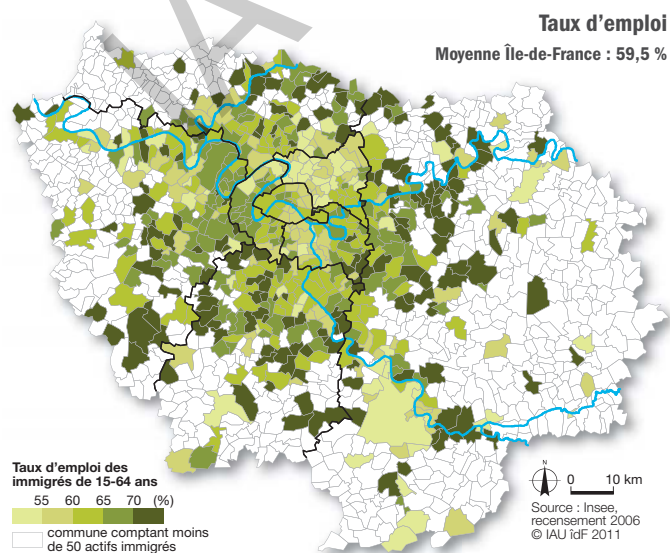 Taux d'emploi
Moyenne Île-de-France : 59,5 %
Taux d'emploi des
immigrés de 15-64 ans
55 60 65 70 (%)
commune comptant moins
de 50 actifs immigrés
N
0 10 km
Source : Insee,
recensement 2006
© IAU îdF 2011